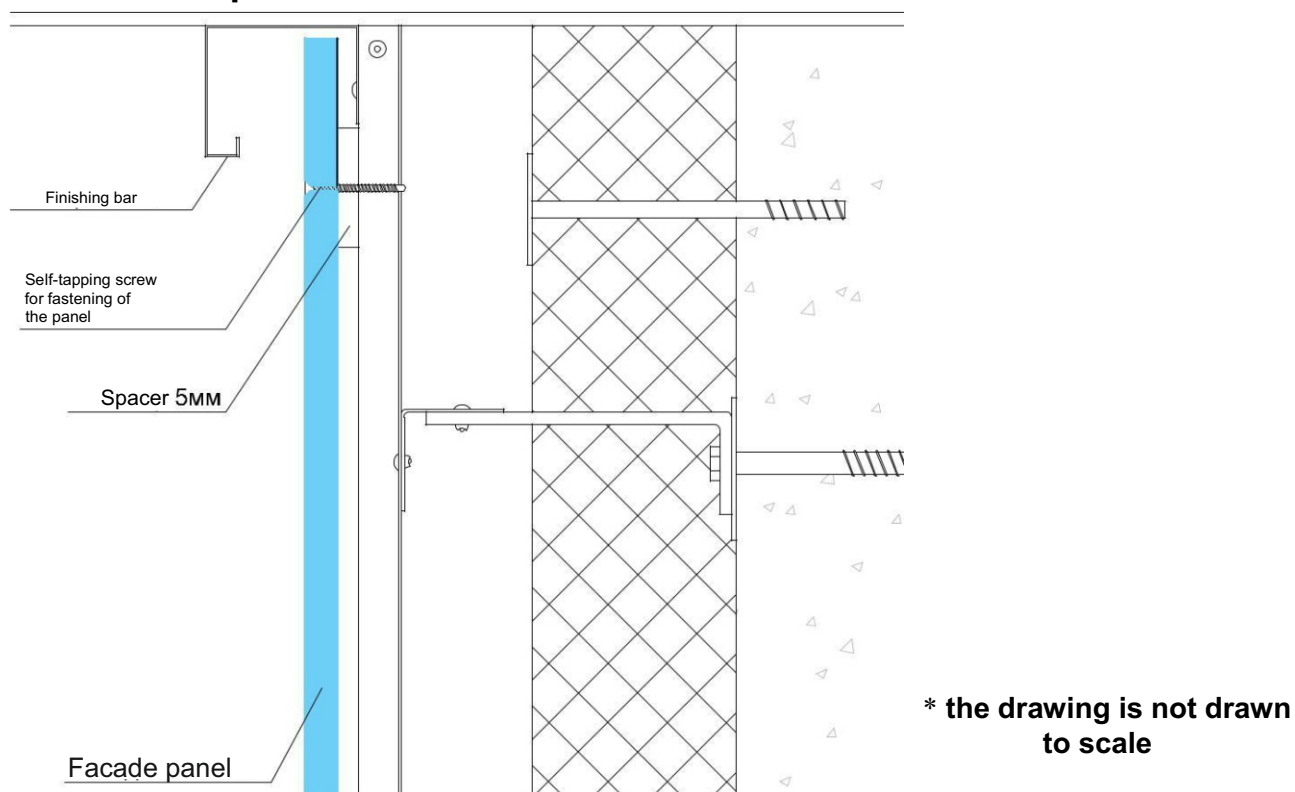 Finishing bar
Self-tapping screw
for fastening of
the panel
Spacer 5мм
Facade panel
* the drawing is not drawn
to scale